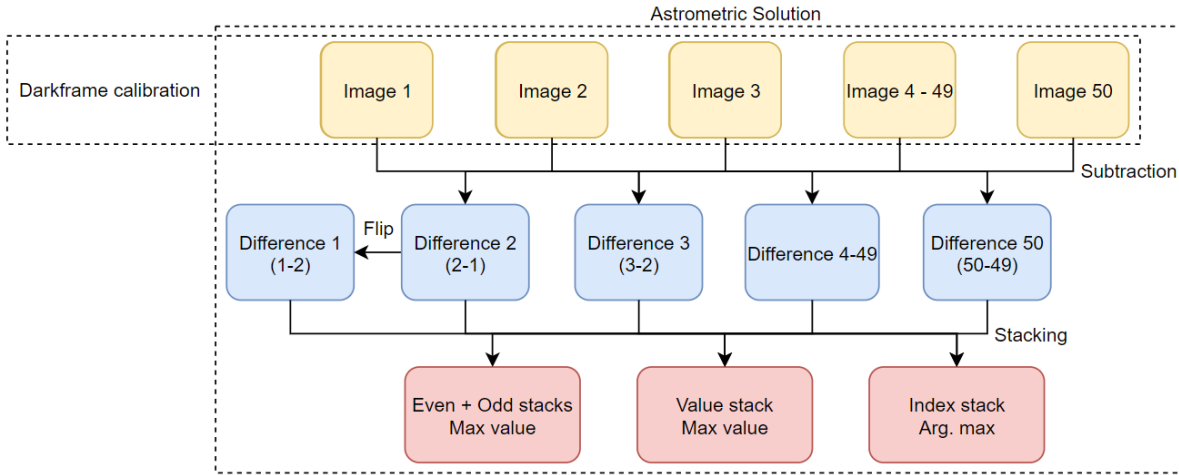 Astrometric Solution
Darkframe calibration
Image 1
Image 2
Image 3
Image 4 - 49
Image 50
Subtraction
Difference 1
(1-2)
Flip
Difference 2
(2-1)
Difference 3
(3-2)
Difference 4-49
Difference 50
(50-49)
Stacking
Even + Odd stacks
Max value
Value stack
Max value
Index stack
Arg. max